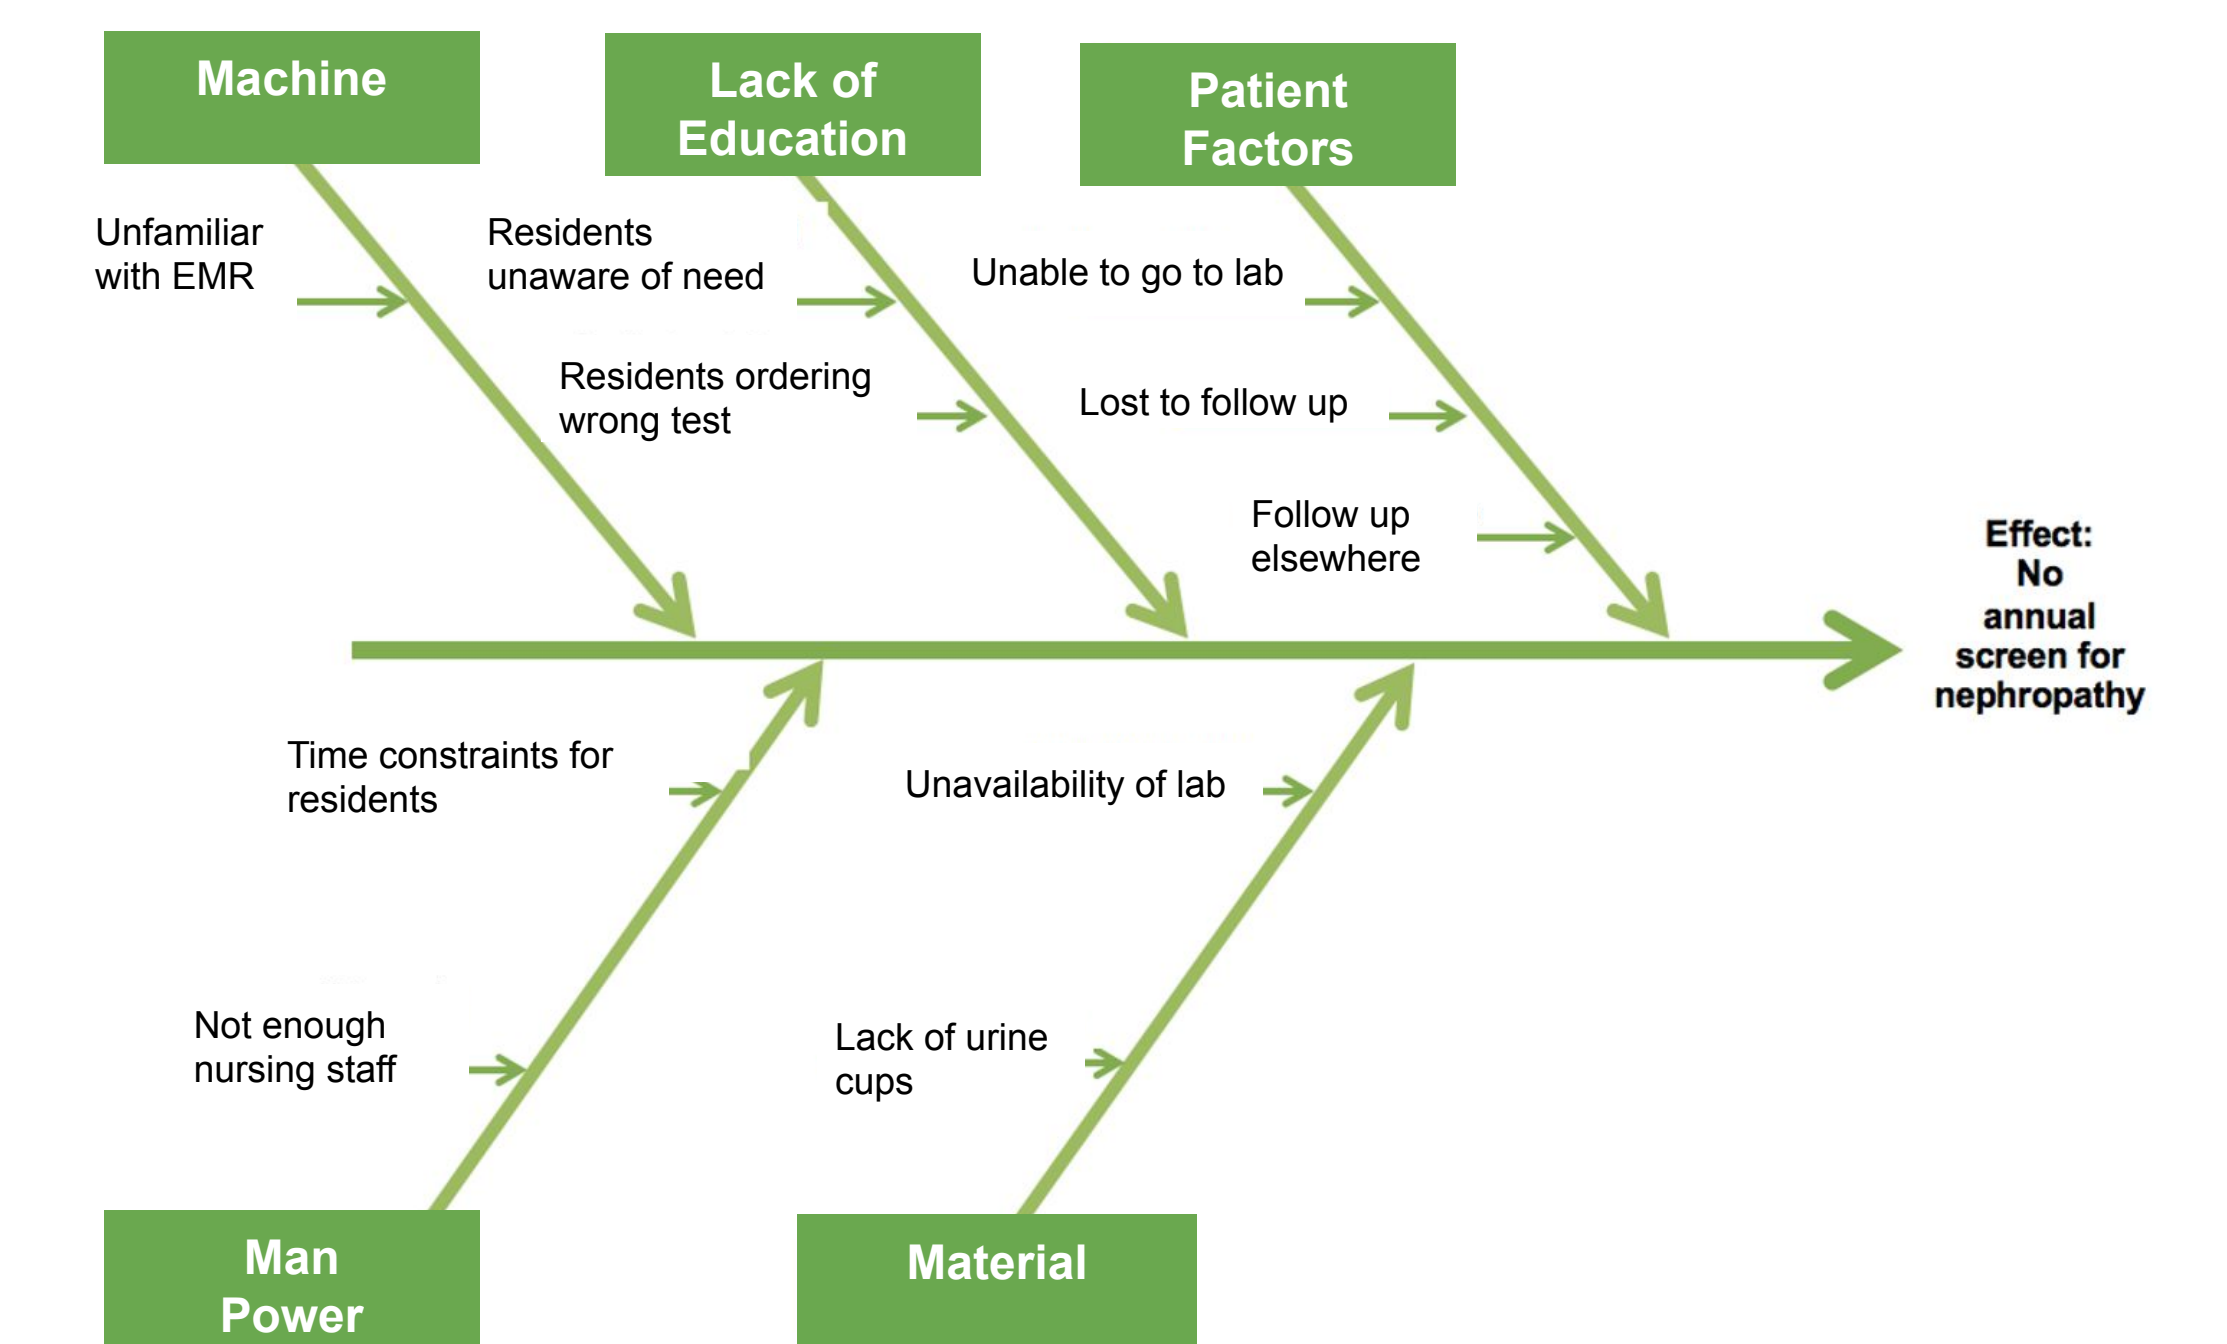 Machine
Lack of
Education
Patient
Factors
Unfamiliar
with EMR
Residents
unaware of need
Unable to go to lab
Residents ordering
wrong test
Lost to follow up
Follow up
elsewhere
Effect:
No
annual
screen for
nephropathy
Time constraints for
residents
Unavailability of lab
Not enough
nursing staff
Lack of urine
cups
Man
Power
Material